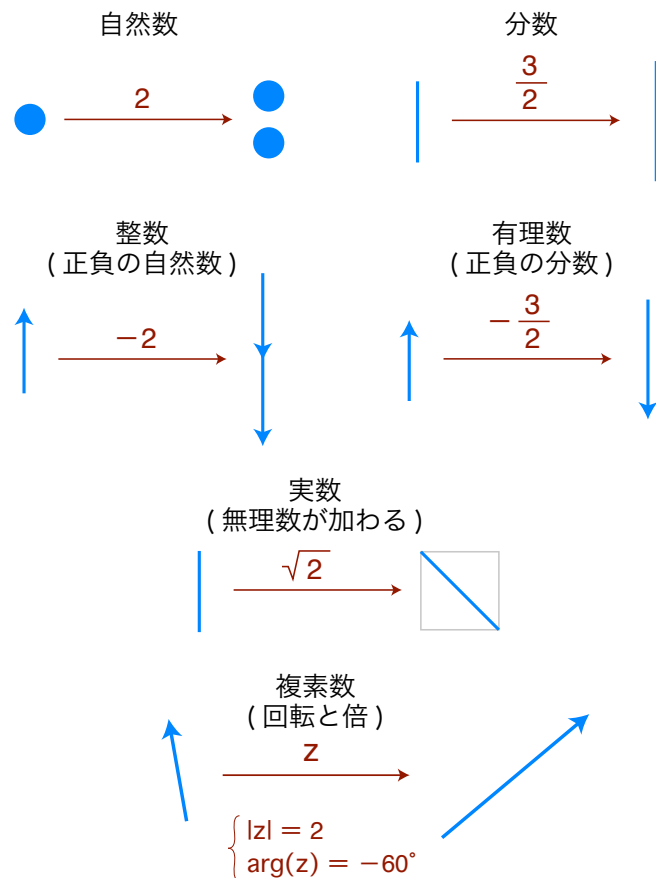 自然数
分数
2
3
2
整数
(正負の自然数)
有理数
(正負の分数)
−2
−3
2
実数
(無理数が加わる)
√2
複素数
(回転と倍)
z
|z| = 2
arg(z) = −60°